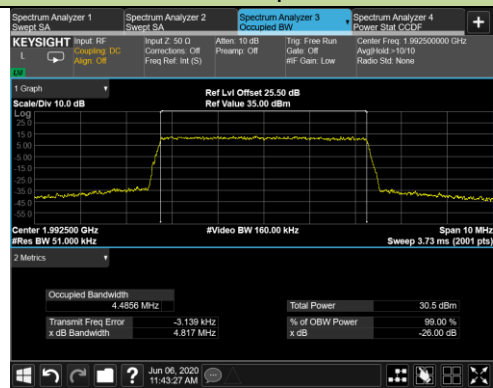 Spectrum Analyzer 1
Swept SA
Spectrum Analyzer 2
Swept SA
Spectrum Analyzer 3
Occupied BW
Spectrum Analyzer 4
Power Stat CCDF
KEYSIGHT
L
LXI
Input: RF
Coupling: DC
Align: Off
Input Z: 50 Ω
Corrections: Off
Freq Ref: Int (S)
Atten: 10 dB
Preamp: Off
Trig: Free Run
Gate: Off
#IF Gain: Low
Center Freq: 1.992500000 GHz
Avg|Hold:>10/10
Radio Std: None
1 Graph
Scale/Div 10.0 dB
Ref Lvl Offset 25.50 dB
Ref Value 35.00 dBm
Log
25.0
15.0
5.00
-5.00
-15.0
-25.0
-35.0
-45.0
-55.0
Center 1.992500 GHz
#Res BW 51.000 kHz
#Video BW 160.00 kHz
Span 10 MHz
Sweep 3.73 ms (2001 pts)
2 Metrics
Occupied Bandwidth
4.4856 MHz
Total Power 30.5 dBm
Transmit Freq Error -3.139 kHz
% of OBW Power 99.00 %
x dB Bandwidth 4.817 MHz
x dB -26.00 dB
Jun 06, 2020
11:43:27 AM